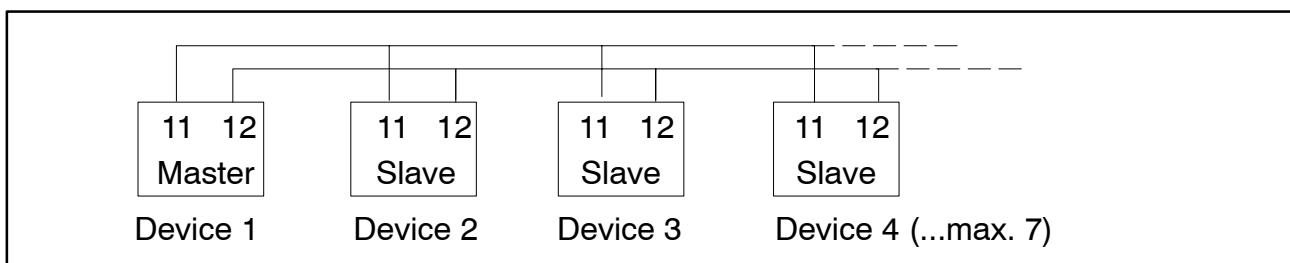 11 12 11 12 11 12 11 12
Master Slave Slave Slave
Device 1 Device 2 Device 3 Device 4 (...max. 7)